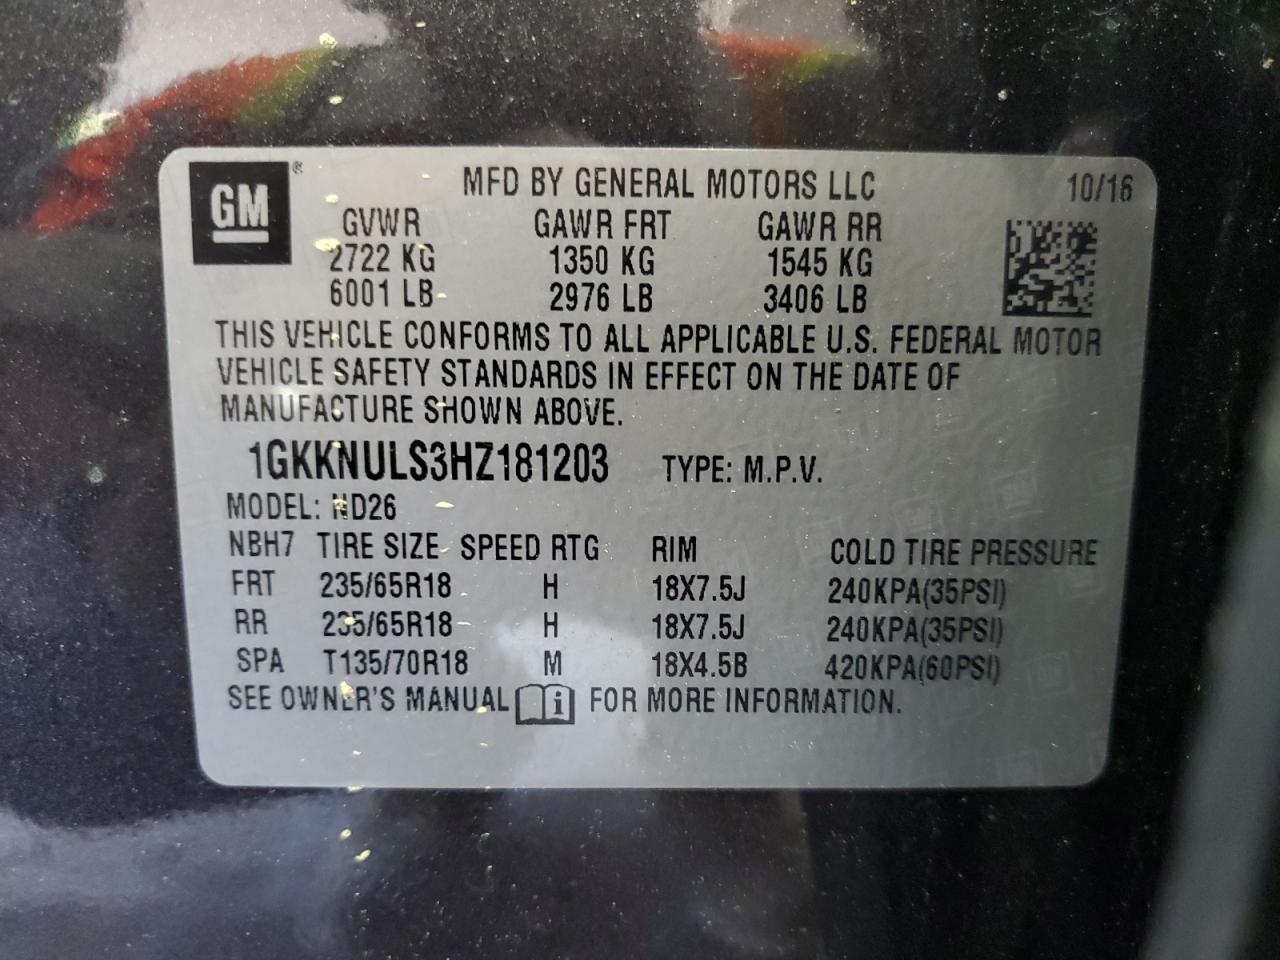 GM ® MFD BY GENERAL MOTORS LLC 10/16
GVWR GAWR FRT GAWR RR
2722 KG 1350 KG 1545 KG
6001 LB 2976 LB 3406 LB
THIS VEHICLE CONFORMS TO ALL APPLICABLE U.S. FEDERAL MOTOR
VEHICLE SAFETY STANDARDS IN EFFECT ON THE DATE OF
MANUFACTURE SHOWN ABOVE.
1GKKNULS3HZ181203 TYPE: M.P.V.
MODEL: ND26
NBH7 TIRE SIZE SPEED RTG RIM COLD TIRE PRESSURE
FRT 235/65R18 H 18X7.5J 240KPA(35PSI)
RR 235/65R18 H 18X7.5J 240KPA(35PSI)
SPA T135/70R18 M 18X4.5B 420KPA(60PSI)
SEE OWNER'S MANUAL i FOR MORE INFORMATION.